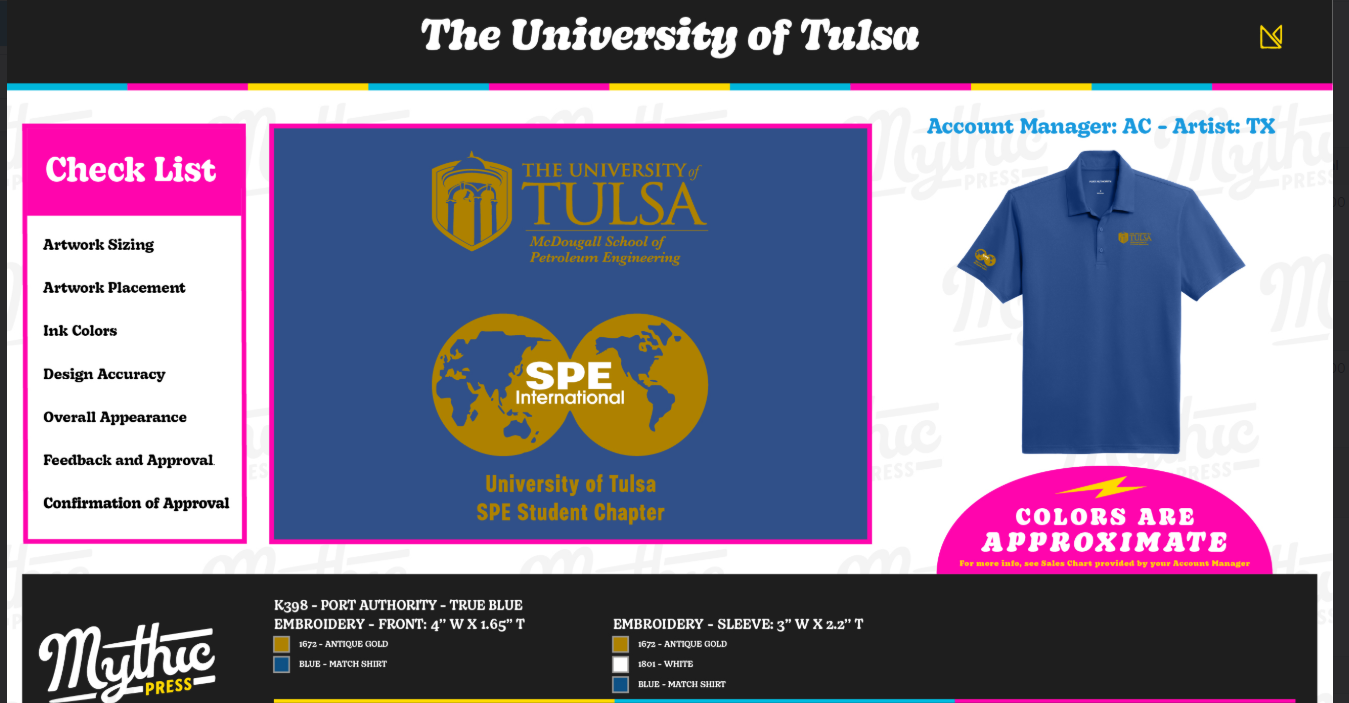 The University of Tulsa
Check List
Artwork Sizing
Artwork Placement
Ink Colors
Design Accuracy
Overall Appearance
Feedback and Approval
Confirmation of Approval
THE UNIVERSITY of
TULSA
McDougall School of
Petroleum Engineering
SPE
International
University of Tulsa
SPE Student Chapter
Account Manager: AC - Artist: TX
TULSA
COLORS ARE
APPROXIMATE
For more info, see Sales Chart provided by your Account Manager
Mythic
PRESS
K398 - PORT AUTHORITY - TRUE BLUE
EMBROIDERY - FRONT: 4” W X 1.65” T
1672 - ANTIQUE GOLD
BLUE - MATCH SHIRT
EMBROIDERY - SLEEVE: 3” W X 2.2” T
1672 - ANTIQUE GOLD
1801 - WHITE
BLUE - MATCH SHIRT